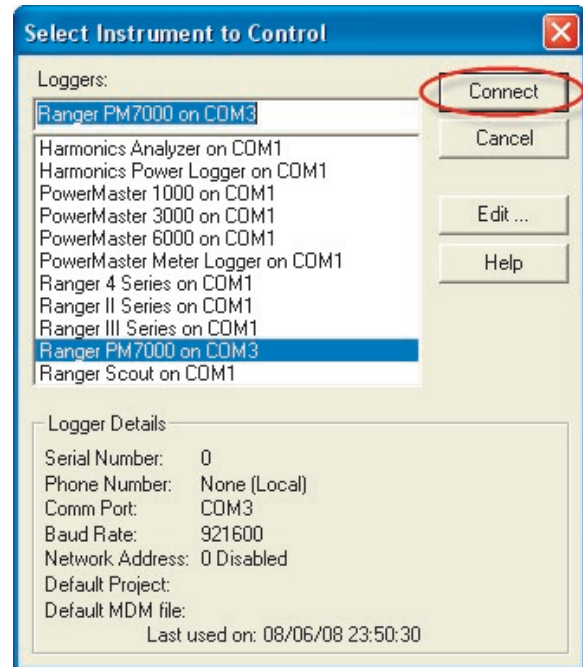 Select Instrument to Control
Loggers:
Ranger PM7000 on COM3
Harmonics Analyzer on COM1
Harmonics Power Logger on COM1
PowerMaster 1000 on COM1
PowerMaster 3000 on COM1
PowerMaster 6000 on COM1
PowerMaster Meter Logger on COM1
Ranger 4 Series on COM1
Ranger II Series on COM1
Ranger III Series on COM1
Ranger PM7000 on COM3
Ranger Scout on COM1
Connect
Cancel
Edit ...
Help
Logger Details
Serial Number: 0
Phone Number: None (Local)
Comm Port: COM3
Baud Rate: 921600
Network Address: 0 Disabled
Default Project:
Default MDM file:
Last used on: 08/06/08 23:50:30